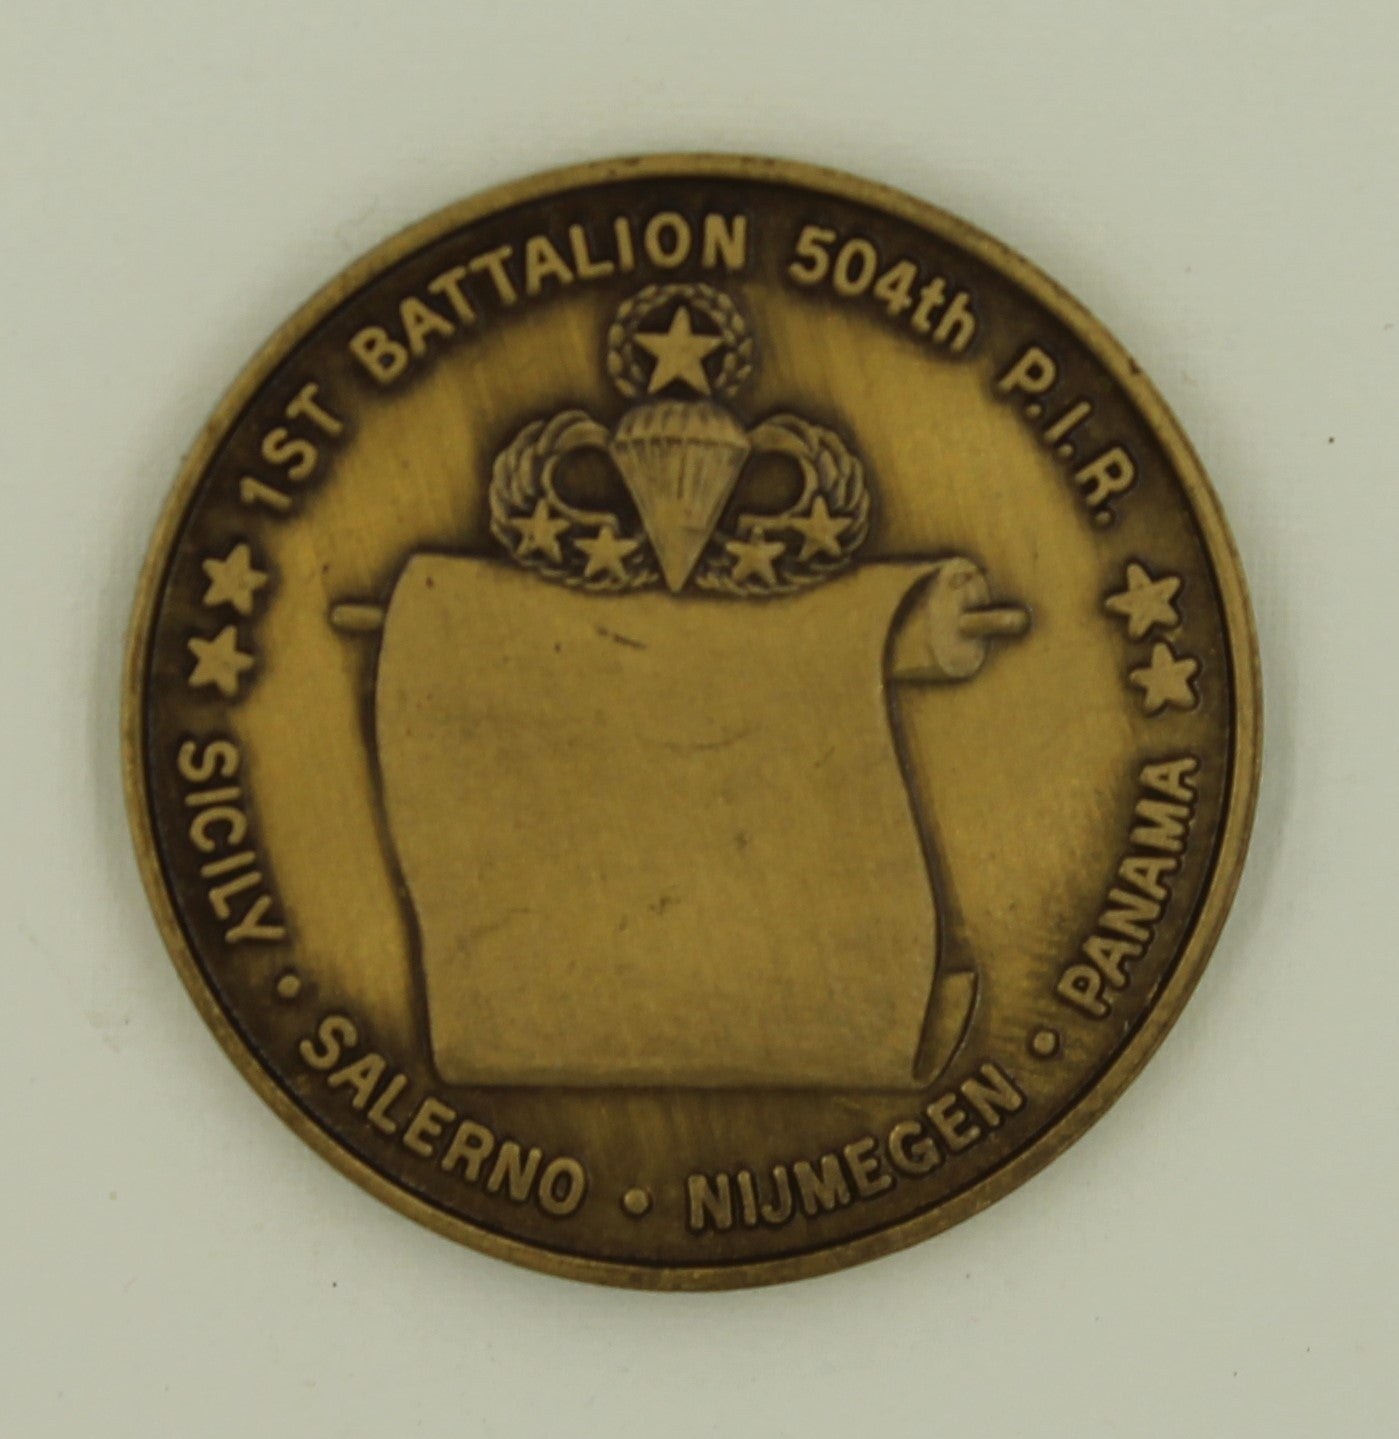 1ST BATTALION 504th P.I.R.
SICILY · SALERNO · NIJMEGEN · PANAMA